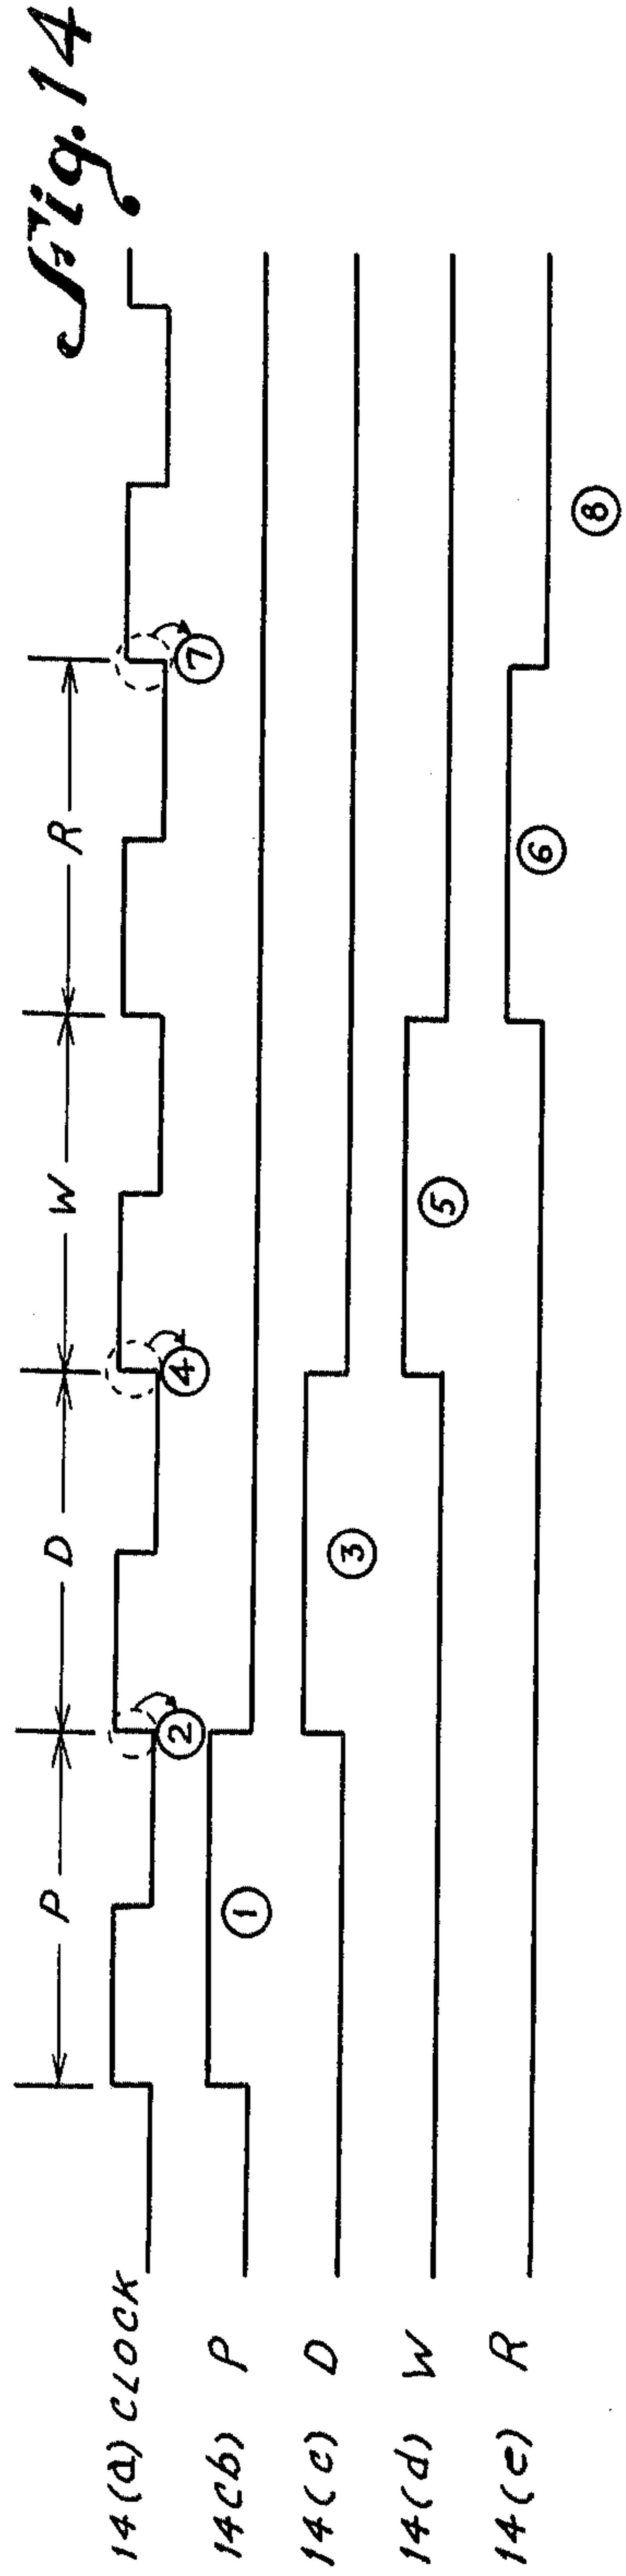 Fig. 14
P D W R
14(a) CLOCK
② ④ ⑦
14(b) P
①
14(c) D
③
14(d) W
⑤
14(e) R
⑥
⑧